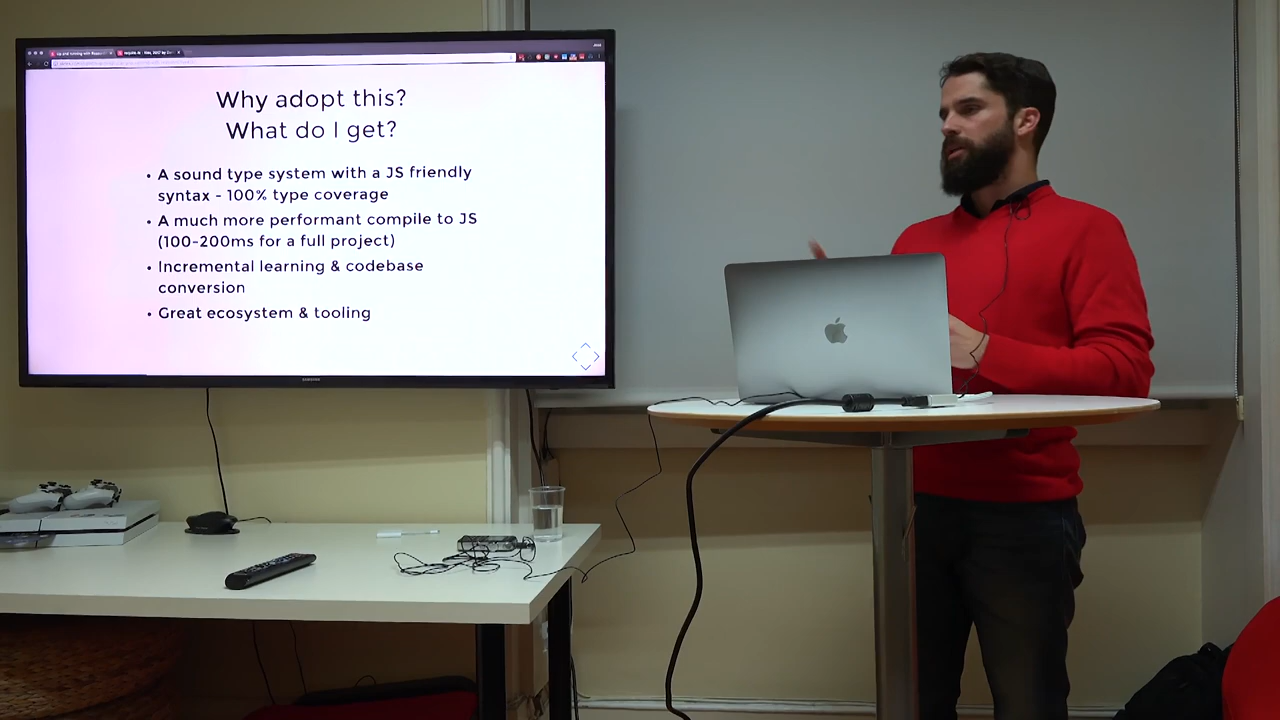 Why adopt this?
What do I get?
• A sound type system with a JS friendly
syntax - 100% type coverage
• A much more performant compile to JS
(100-200ms for a full project)
• Incremental learning & codebase
conversion
• Great ecosystem & tooling
SAMSUNG